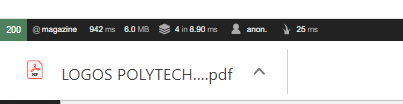 200 @magazine 942 ms 6.0 MB 4 in 8.90 ms anon. 25 ms
PDF LOGOS POLYTECH....pdf